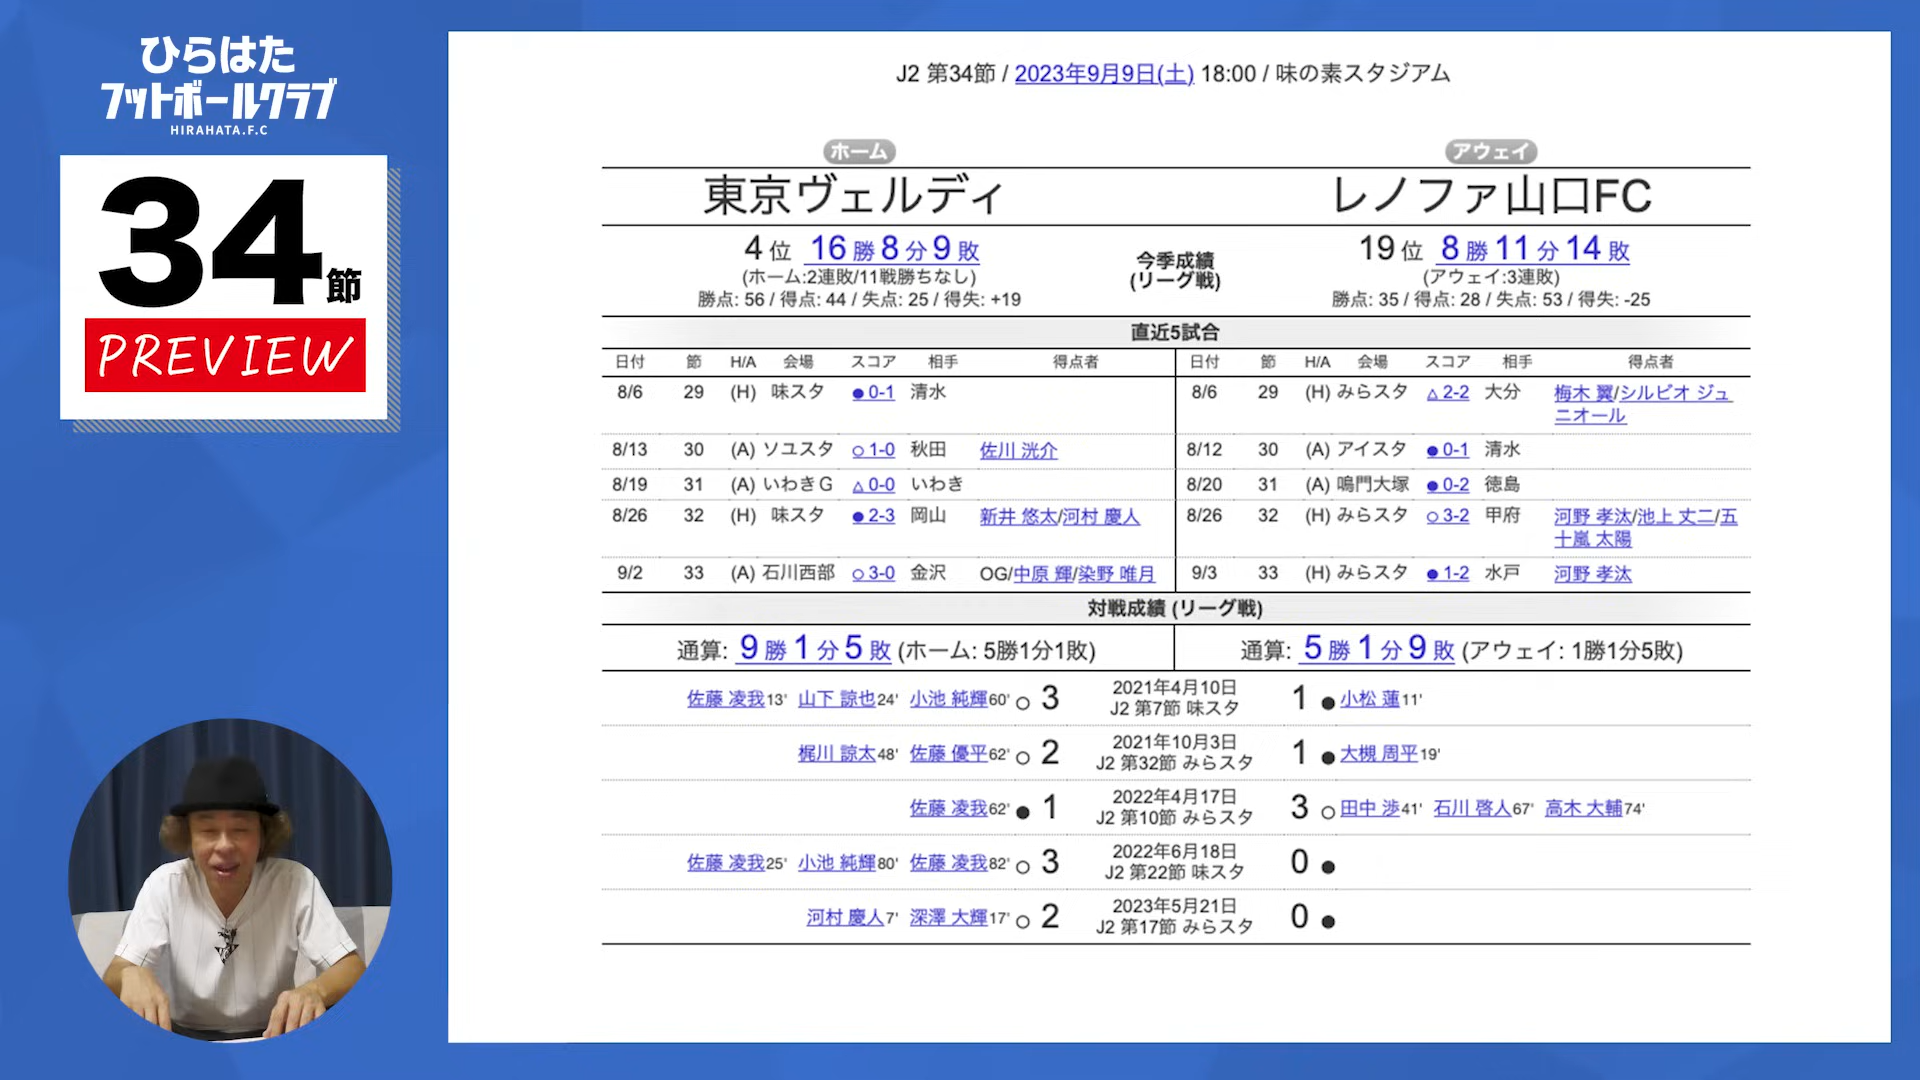 ひらはた
フットボールクラブ
HIRAHATA.F.C
34節
PREVIEW
J2 第34節 / 2023年9月9日(土) 18:00 / 味の素スタジアム
ホーム アウェイ
東京ヴェルディ レノファ山口FC
4位 16勝8分9敗 今季成績 (リーグ戦) 19位 8勝11分14敗
(ホーム:2連敗/11戦勝ちなし) (アウェイ:3連敗)
勝点: 56 / 得点: 44 / 失点: 25 / 得失: +19 勝点: 35 / 得点: 28 / 失点: 53 / 得失: -25
直近5試合
日付 節 H/A 会場 スコア 相手 得点者 日付 節 H/A 会場 スコア 相手 得点者
8/6 29 (H) 味スタ ●0-1 清水 8/6 29 (H) みらスタ △2-2 大分 梅木 翼/シルビオ ジュ
ニオール
8/13 30 (A) ソユスタ ○1-0 秋田 佐川 洸介 8/12 30 (A) アイスタ ●0-1 清水
8/19 31 (A) いわきG △0-0 いわき 8/20 31 (A) 鳴門大塚 ●0-2 徳島
8/26 32 (H) 味スタ ●2-3 岡山 新井 悠太/河村 慶人 8/26 32 (H) みらスタ ○3-2 甲府 河野 孝汰/池上 丈二/五
十嵐 太陽
9/2 33 (A) 石川西部 ○3-0 金沢 OG/中原 輝/染野 唯月 9/3 33 (H) みらスタ ●1-2 水戸 河野 孝汰
対戦成績 (リーグ戦)
通算: 9勝1分5敗 (ホーム: 5勝1分1敗) 通算: 5勝1分9敗 (アウェイ: 1勝1分5敗)
佐藤 凌我13' 山下 諒也24' 小池 純輝60' ○ 3 2021年4月10日 1 ● 小松 蓮11'
J2 第7節 味スタ
梶川 諒太48' 佐藤 優平62' ○ 2 2021年10月3日 1 ● 大槻 周平19'
J2 第32節 みらスタ
佐藤 凌我62' ● 1 2022年4月17日 3 ○ 田中 渉41' 石川 啓人67' 高木 大輔74'
J2 第10節 みらスタ
佐藤 凌我25' 小池 純輝80' 佐藤 凌我82' ○ 3 2022年6月18日 0 ●
J2 第22節 味スタ
河村 慶人7' 深澤 大輝17' ○ 2 2023年5月21日 0 ●
J2 第17節 みらスタ